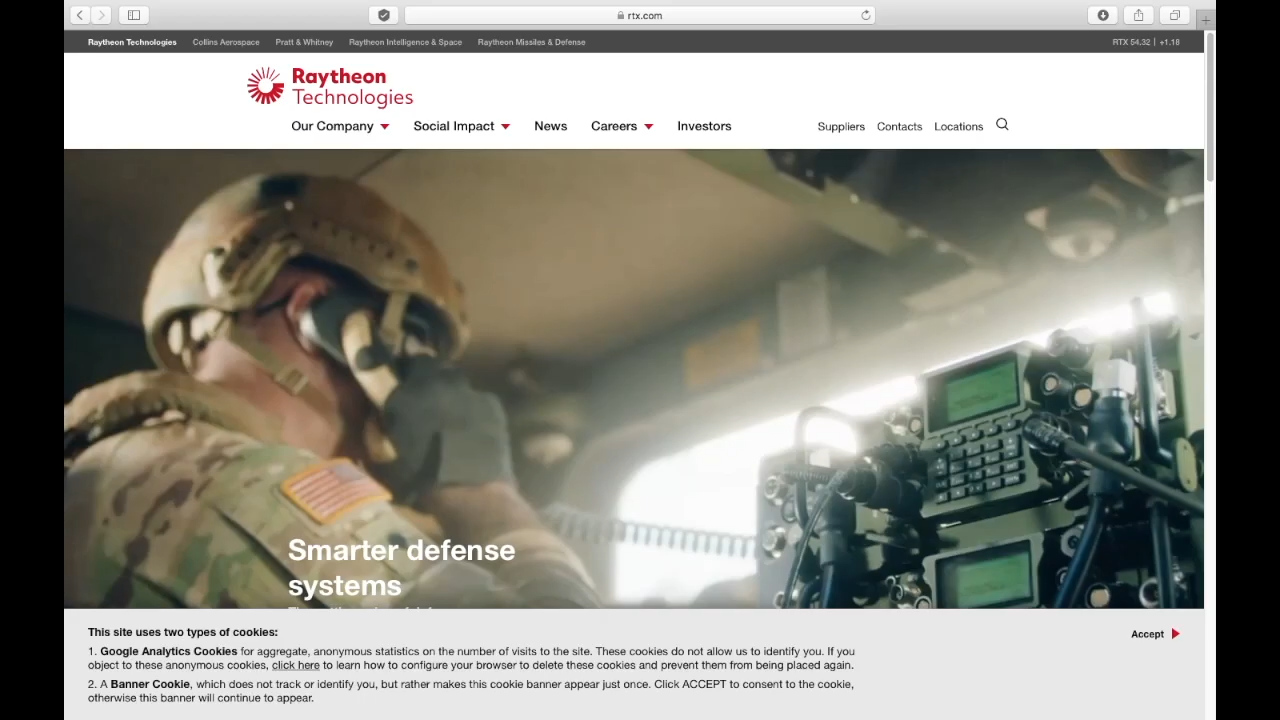 rtx.com
Raytheon Technologies Collins Aerospace Pratt & Whitney Raytheon Intelligence & Space Raytheon Missiles & Defense RTX 54.32 | +1.18
Raytheon
Technologies
Our Company Social Impact News Careers Investors Suppliers Contacts Locations
Smarter defense
systems
This site uses two types of cookies:
Accept
1. Google Analytics Cookies for aggregate, anonymous statistics on the number of visits to the site. These cookies do not allow us to identify you. If you
object to these anonymous cookies, click here to learn how to configure your browser to delete these cookies and prevent them from being placed again.
2. A Banner Cookie, which does not track or identify you, but rather makes this cookie banner appear just once. Click ACCEPT to consent to the cookie,
otherwise this banner will continue to appear.